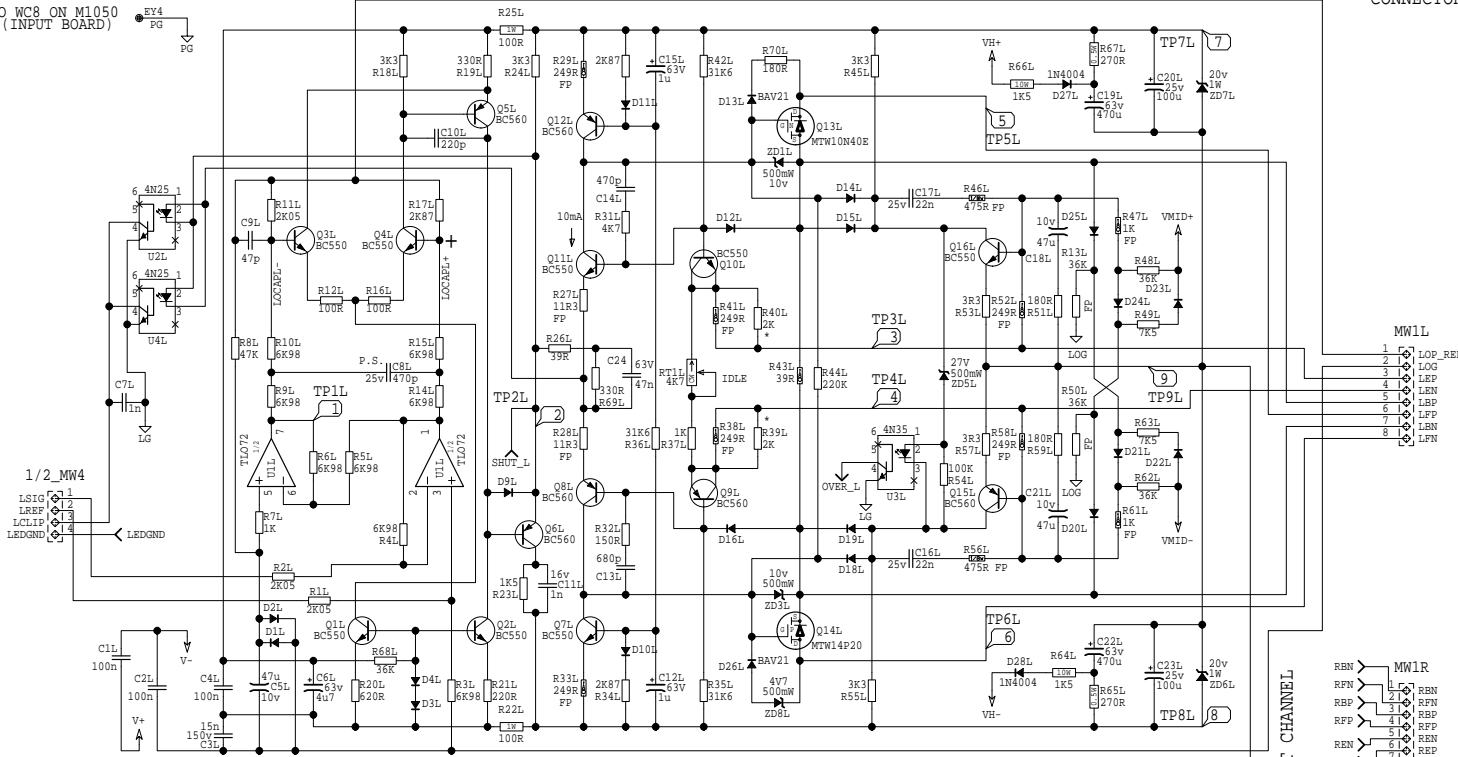 O WC8 ON M1050
(INPUT BOARD)
EY4
PG
PG
CONNECTOR
R25L
1W
100R
3K3
R18L
330R
R19L
3K3
R24L
R29L
249R
FP
2K87
D11L
C15L
63V
1u
R42L
31K6
R70L
180R
3K3
R45L
VH+
R66L
10W
1K5
1N4004
D27L
0.5W
R67L
270R
C19L
63v
470u
C20L
25v
100u
TP7L
7
20v
1W
ZD7L
Q5L
BC560
C10L
220p
Q12L
BC560
D13L
BAV21
Q13L
MTW10N40E
5
TP5L
ZD1L
500mW
10v
4N25
6
5
4
1
2
3
U2L
4N25
6
5
4
1
2
3
U4L
C9L
47p
R11L
2K05
R17L
2K87
Q3L
BC550
Q4L
BC550
LOCAPL-
LOCAPL+
R12L
100R
R16L
100R
470p
C14L
R31L
4K7
10mA
Q11L
BC550
R27L
11R3
FP
D12L
D14L
D15L
C17L
25v
22n
R46L
475R FP
BC550
Q10L
Q16L
BC550
C18L
10v
47u
D25L
R47L
1K
FP
VMID+
R13L
36K
R48L
36K
D23L
D24L
R49L
7K5
3R3
R53L
R52L
249R
FP
180R
R51L
FP
LOG
R41L
249R
FP
R40L
2K
*
TP3L
3
R8L
47K
R10L
6K98
R15L
6K98
P.S.
C8L
25v
470p
R9L
6K98
R14L
6K98
C7L
1n
LG
TP1L
1
R26L
39R
C24
63V
47n
330R
R69L
RT1L
4K7
CW
IDLE
R43L
39R
R44L
220K
27V
500mW
ZD5L
9
TP9L
TP4L
4
TP2L
2
MW1L
1
2
3
4
5
6
7
8
LOP_REF
LOG
LEP
LEN
LBP
LFP
LBN
LFN
TL072
1/2
U1L
7
5
6
R6L
6K98
R5L
6K98
TL072
1/2
U1L
1
2
3
SHUT_L
D9L
R28L
11R3
FP
31K6
R36L
1K
R37L
R38L
249R
FP
R39L
2K
*
4N35
6
5
4
1
2
3
U3L
OVER_L
LG
100K
R54L
3R3
R57L
R58L
249R
FP
180R
R59L
R50L
36K
FP
LOG
R63L
7K5
D21L
D22L
R62L
36K
R61L
1K
FP
VMID-
1/2_MW4
LSIG
LREF
LCLIP
LEDGND
1
2
3
4
LEDGND
R7L
1K
6K98
R4L
Q8L
BC560
Q6L
BC560
R32L
150R
680p
C13L
Q9L
BC560
D16L
D19L
D18L
Q15L
BC560
C21L
10v
47u
D20L
C16L
25v
22n
R56L
475R FP
R2L
2K05
R1L
2K05
1K5
R23L
16v
C11L
1n
10v
500mW
ZD3L
D2L
D1L
Q1L
BC550
Q2L
BC550
Q7L
BC550
D10L
Q14L
MTW14P20
TP6L
6
C1L
100n
C2L
100n
V-
V+
C4L
100n
47u
C5L
10v
C6L
63v
4u7
R68L
36K
R20L
620R
D4L
D3L
R3L
6K98
R21L
220R
R22L
1W
100R
R33L
249R
FP
2K87
R34L
C12L
63V
1u
R35L
31K6
D26L
BAV21
4V7
500mW
ZD8L
3K3
R55L
VH-
D28L
1N4004
R64L
10W
1K5
C22L
63v
470u
0.5W
R65L
270R
C23L
25v
100u
20v
1W
ZD6L
TP8L
8
15n
150v
C3L
CHANNEL
RBN
RFN
RBP
RFP
REN
MW1R
1
2
3
4
5
6
RBN
RFN
RBP
RFP
REN
REP